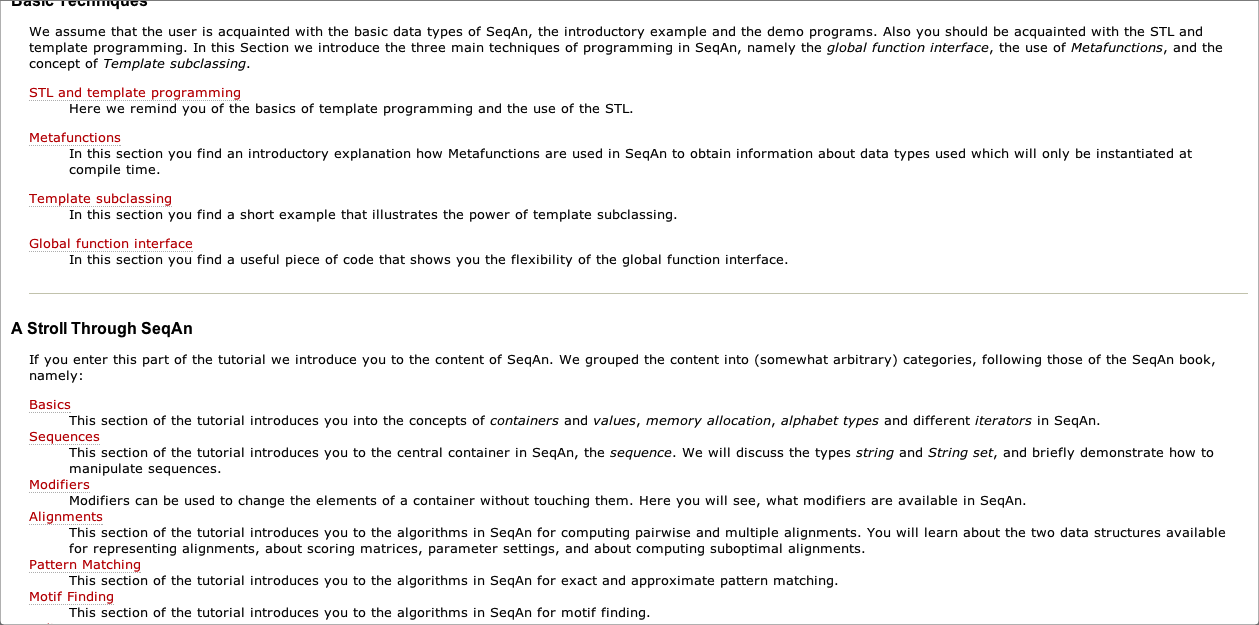 Basic Techniques
We assume that the user is acquainted with the basic data types of SeqAn, the introductory example and the demo programs. Also you should be acquainted with the STL and
template programming. In this Section we introduce the three main techniques of programming in SeqAn, namely the global function interface, the use of Metafunctions, and the
concept of Template subclassing.
STL and template programming
Here we remind you of the basics of template programming and the use of the STL.
Metafunctions
In this section you find an introductory explanation how Metafunctions are used in SeqAn to obtain information about data types used which will only be instantiated at
compile time.
Template subclassing
In this section you find a short example that illustrates the power of template subclassing.
Global function interface
In this section you find a useful piece of code that shows you the flexibility of the global function interface.
A Stroll Through SeqAn
If you enter this part of the tutorial we introduce you to the content of SeqAn. We grouped the content into (somewhat arbitrary) categories, following those of the SeqAn book,
namely:
Basics
This section of the tutorial introduces you into the concepts of containers and values, memory allocation, alphabet types and different iterators in SeqAn.
Sequences
This section of the tutorial introduces you to the central container in SeqAn, the sequence. We will discuss the types string and String set, and briefly demonstrate how to
manipulate sequences.
Modifiers
Modifiers can be used to change the elements of a container without touching them. Here you will see, what modifiers are available in SeqAn.
Alignments
This section of the tutorial introduces you to the algorithms in SeqAn for computing pairwise and multiple alignments. You will learn about the two data structures available
for representing alignments, about scoring matrices, parameter settings, and about computing suboptimal alignments.
Pattern Matching
This section of the tutorial introduces you to the algorithms in SeqAn for exact and approximate pattern matching.
Motif Finding
This section of the tutorial introduces you to the algorithms in SeqAn for motif finding.